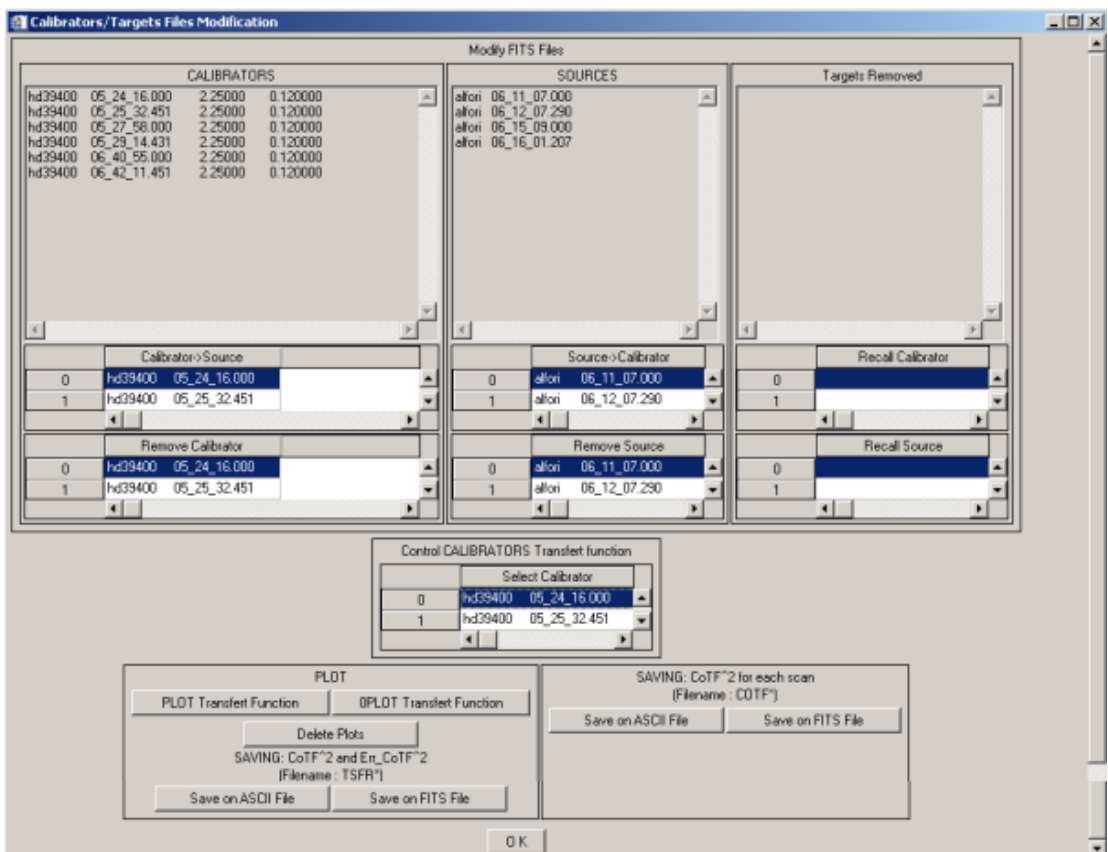 Calibrators/Targets Files Modification
Modify FITS Files
CALIBRATORS
hd39400 05_24_16.000 2.25000 0.120000
hd39400 05_25_32.451 2.25000 0.120000
hd39400 05_27_58.000 2.25000 0.120000
hd39400 05_29_14.431 2.25000 0.120000
hd39400 06_40_55.000 2.25000 0.120000
hd39400 06_42_11.451 2.25000 0.120000
SOURCES
alfori 06_11_07.000
alfori 06_12_07.290
alfori 06_15_09.000
alfori 06_16_01.207
Targets Removed
Calibrator->Source
0 hd39400 05_24_16.000
1 hd39400 05_25_32.451
Source->Calibrator
0 alfori 06_11_07.000
1 alfori 06_12_07.290
Recall Calibrator
0
1
Remove Calibrator
0 hd39400 05_24_16.000
1 hd39400 05_25_32.451
Remove Source
0 alfori 06_11_07.000
1 alfori 06_12_07.290
Recall Source
0
1
Control CALIBRATORS Transfert function
Select Calibrator
0 hd39400 05_24_16.000
1 hd39400 05_25_32.451
PLOT
PLOT Transfert Function
OPLOT Transfert Function
Delete Plots
SAVING: CoTF^2 and Err_CoTF^2
(Filename : TSFR*)
Save on ASCII File
Save on FITS File
SAVING: CoTF^2 for each scan
(Filename : COTF*)
Save on ASCII File
Save on FITS File
O K